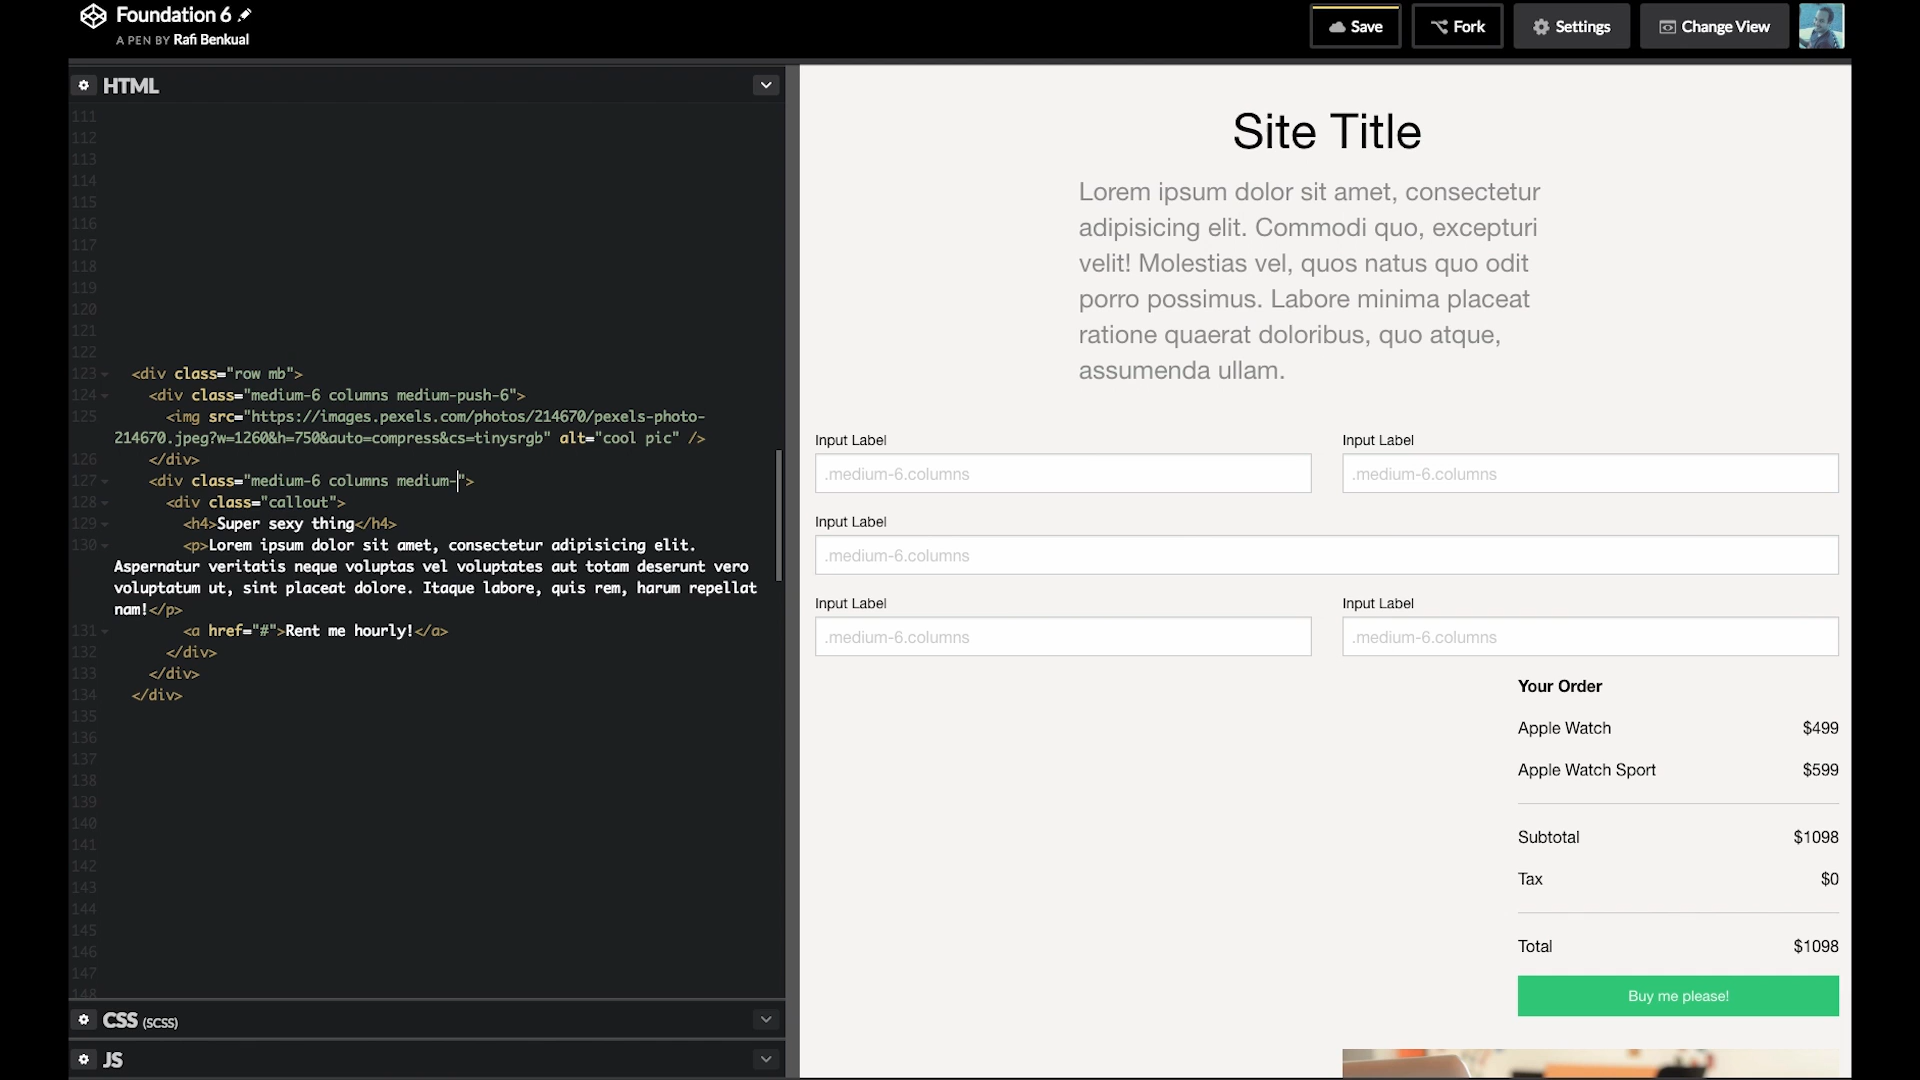 Foundation 6
A PEN BY Rafi Benkual
Save
Fork
Settings
Change View
HTML
111
112
113
114
115
116
117
118
119
120
121
122
123 <div class="row mb">
124 <div class="medium-6 columns medium-push-6">
125 <img src="https://images.pexels.com/photos/214670/pexels-photo-
214670.jpeg?w=1260&h=750&auto=compress&cs=tinysrgb" alt="cool pic" />
126 </div>
127 <div class="medium-6 columns medium-">
128 <div class="callout">
129 <h4>Super sexy thing</h4>
130 <p>Lorem ipsum dolor sit amet, consectetur adipisicing elit.
Aspernatur veritatis neque voluptas vel voluptates aut totam deserunt vero
voluptatum ut, sint placeat dolore. Itaque labore, quis rem, harum repellat
nam!</p>
131 <a href="#">Rent me hourly!</a>
132 </div>
133 </div>
134 </div>
135
136
137
138
139
140
141
142
143
144
145
146
147
148
CSS (SCSS)
JS
Site Title
Lorem ipsum dolor sit amet, consectetur
adipisicing elit. Commodi quo, excepturi
velit! Molestias vel, quos natus quo odit
porro possimus. Labore minima placeat
ratione quaerat doloribus, quo atque,
assumenda ullam.
Input Label Input Label
.medium-6.columns .medium-6.columns
Input Label
.medium-6.columns
Input Label Input Label
.medium-6.columns .medium-6.columns
Your Order
Apple Watch $499
Apple Watch Sport $599
Subtotal $1098
Tax $0
Total $1098
Buy me please!